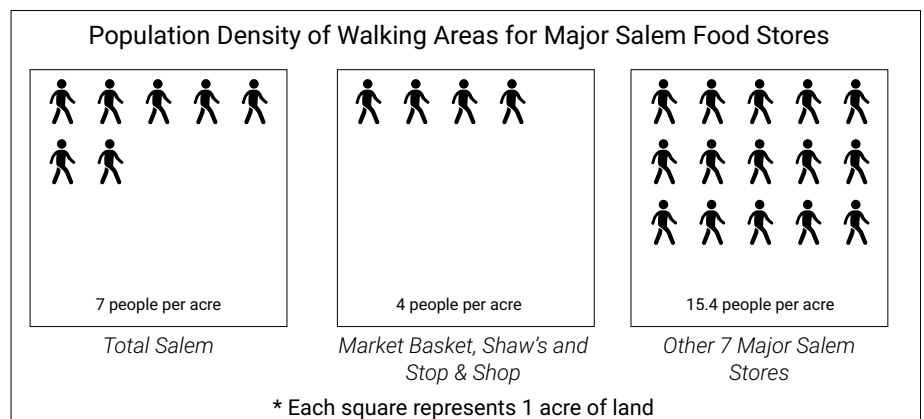 Population Density of Walking Areas for Major Salem Food Stores
7 people per acre
4 people per acre
15.4 people per acre
Total Salem
Market Basket, Shaw's and
Stop & Shop
Other 7 Major Salem
Stores
* Each square represents 1 acre of land